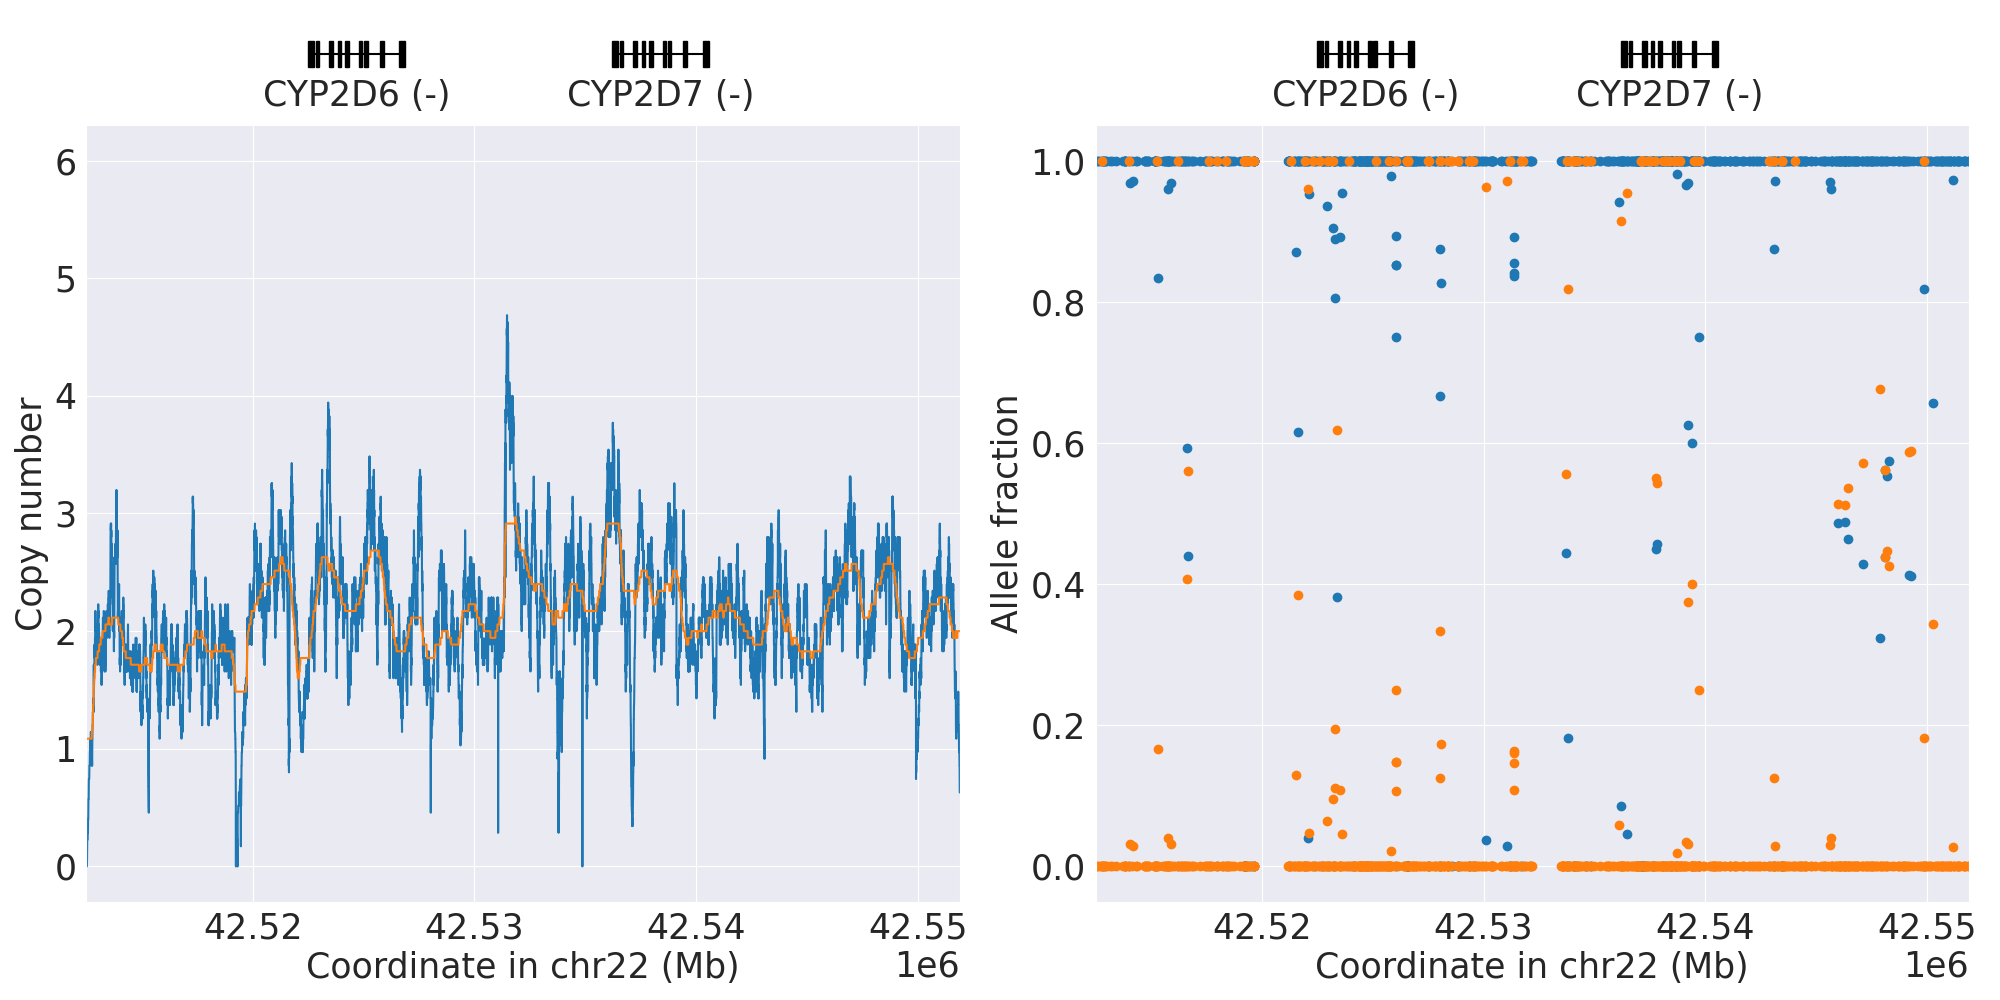 CYP2D6 (-) CYP2D7 (-)
6
5
4
3
2
1
0
Copy number
42.52 42.53 42.54 42.55
Coordinate in chr22 (Mb) 1e6
CYP2D6 (-) CYP2D7 (-)
1.0
0.8
0.6
0.4
0.2
0.0
Allele fraction
42.52 42.53 42.54 42.55
Coordinate in chr22 (Mb) 1e6